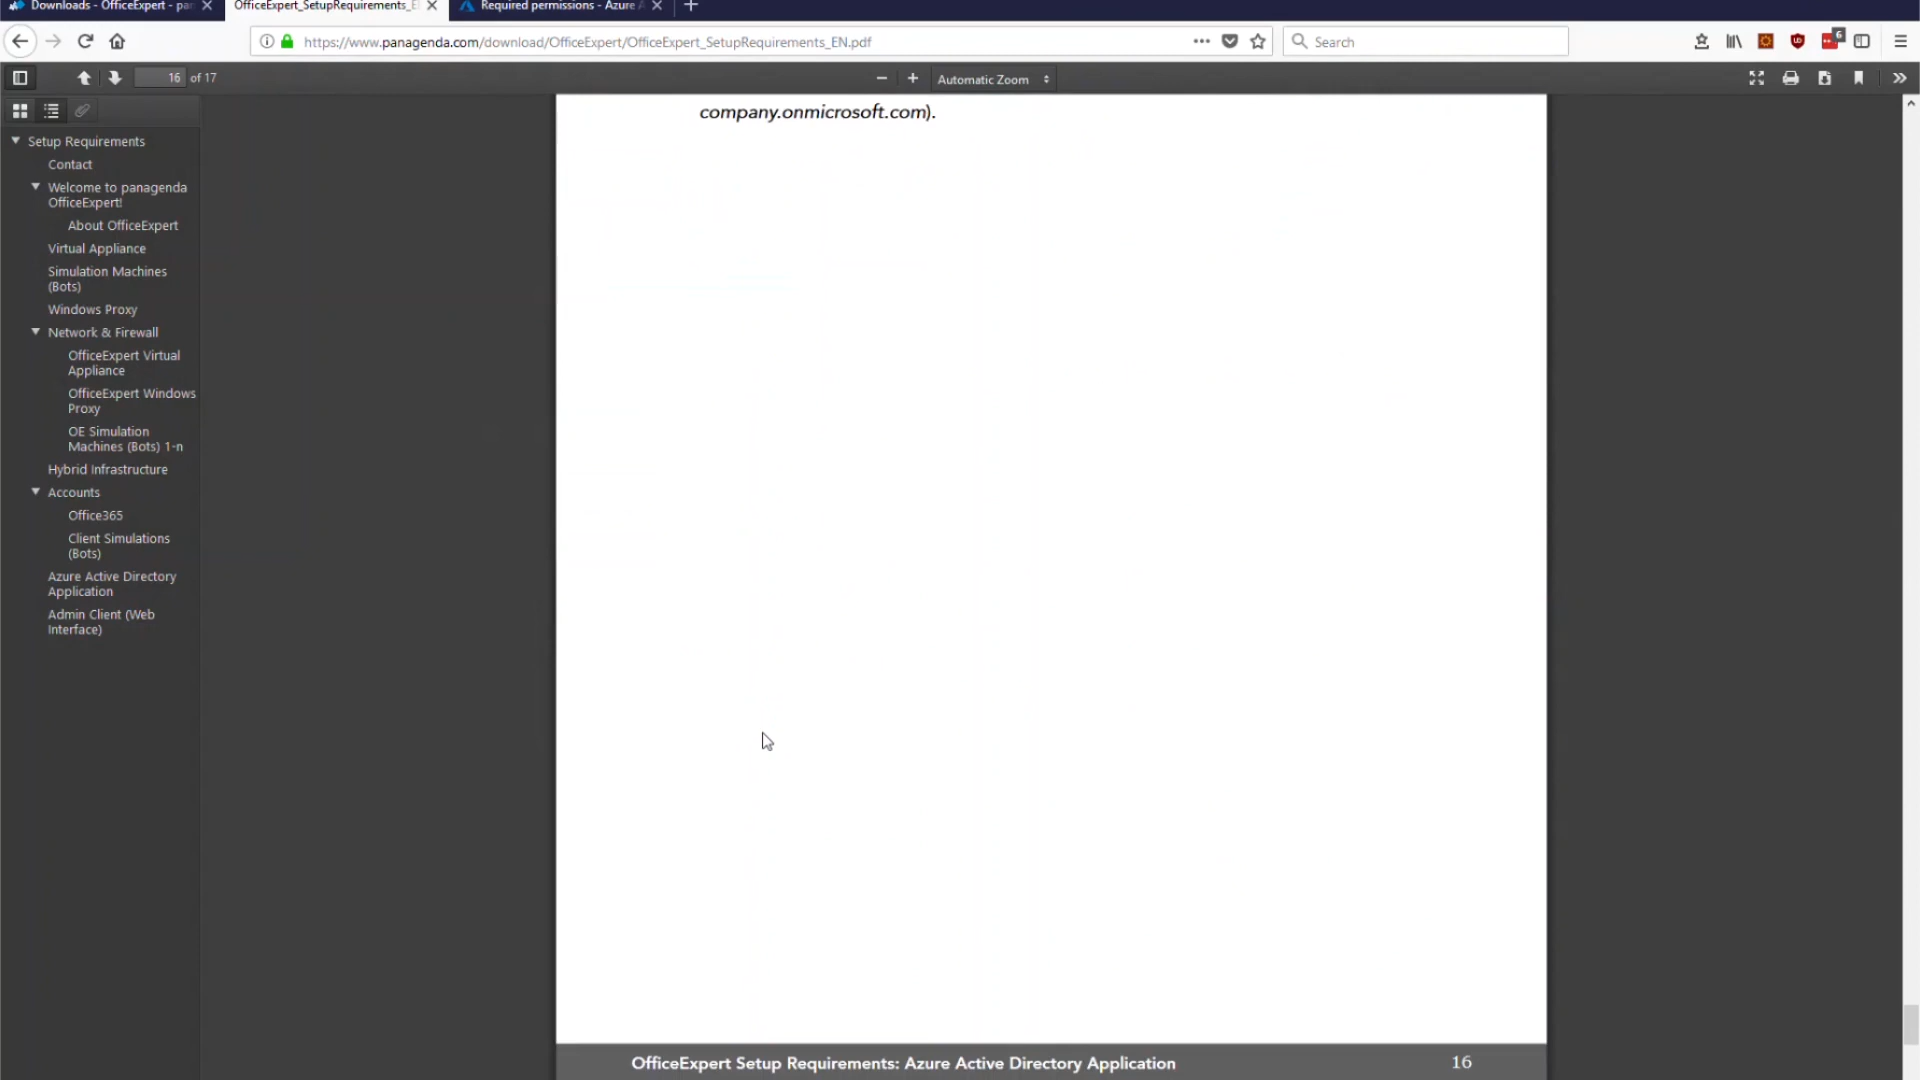 Downloads - OfficeExpert - pan
OfficeExpert_SetupRequirements_E
Required permissions - Azure A
https://www.panagenda.com/download/OfficeExpert/OfficeExpert_SetupRequirements_EN.pdf
Search
6
16 of 17
Automatic Zoom
Setup Requirements
Contact
Welcome to panagenda
OfficeExpert!
About OfficeExpert
Virtual Appliance
Simulation Machines
(Bots)
Windows Proxy
Network & Firewall
OfficeExpert Virtual
Appliance
OfficeExpert Windows
Proxy
OE Simulation
Machines (Bots) 1-n
Hybrid Infrastructure
Accounts
Office365
Client Simulations
(Bots)
Azure Active Directory
Application
Admin Client (Web
Interface)
company.onmicrosoft.com).
OfficeExpert Setup Requirements: Azure Active Directory Application
16